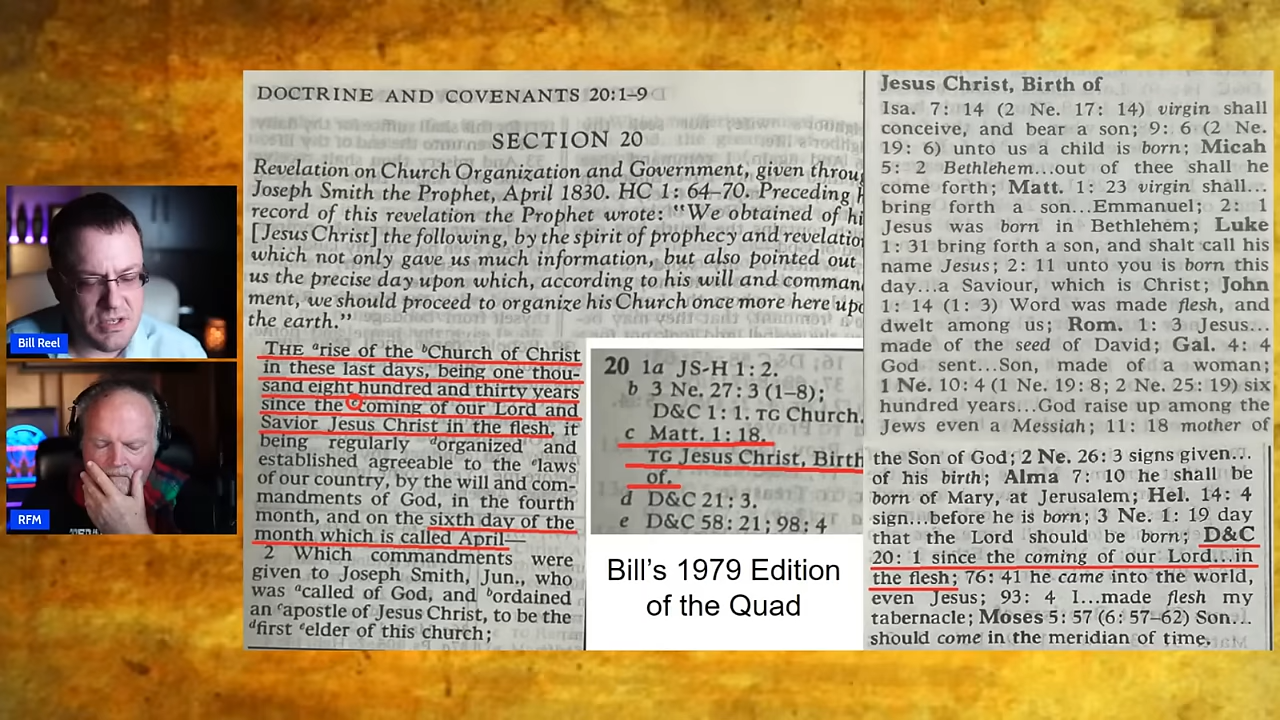 DOCTRINE AND COVENANTS 20:1–9
SECTION 20
Revelation on Church Organization and Government, given throu
Joseph Smith the Prophet, April 1830. HC 1: 64–70. Preceding
record of this revelation the Prophet wrote: "We obtained of hi
[Jesus Christ] the following, by the spirit of prophecy and revelatio
which not only gave us much information, but also pointed out
us the precise day upon which, according to his will and comman
ment, we should proceed to organize his Church once more here upo
the earth."
THE ᵃrise of the ᵇChurch of Christ
in these last days, being one thou-
sand eight hundred and thirty years
since the ᶜcoming of our Lord and
Savior Jesus Christ in the flesh, it
being regularly ᵈorganized and
established agreeable to the ᵉlaws
of our country, by the will and com-
mandments of God, in the fourth
month, and on the sixth day of the
month which is called April—
2 Which commandments were
given to Joseph Smith, Jun., who
was ᵃcalled of God, and ᵇordained
an ᶜapostle of Jesus Christ, to be the
ᵈfirst ᵉelder of this church;
20 1a JS-H 1: 2.
b 3 Ne. 27: 3 (1–8);
D&C 1: 1. TG Church.
c Matt. 1: 18.
TG Jesus Christ, Birth
of.
d D&C 21: 3.
e D&C 58: 21; 98: 4
Bill's 1979 Edition
of the Quad
Jesus Christ, Birth of
Isa. 7: 14 (2 Ne. 17: 14) virgin shall
conceive, and bear a son; 9: 6 (2 Ne.
19: 6) unto us a child is born; Micah
5: 2 Bethlehem...out of thee shall he
come forth; Matt. 1: 23 virgin shall...
bring forth a son...Emmanuel; 2: 1
Jesus was born in Bethlehem; Luke
1: 31 bring forth a son, and shalt call his
name Jesus; 2: 11 unto you is born this
day...a Saviour, which is Christ; John
1: 14 (1: 3) Word was made flesh, and
dwelt among us; Rom. 1: 3 Jesus...
made of the seed of David; Gal. 4: 4
God sent...Son, made of a woman;
1 Ne. 10: 4 (1 Ne. 19: 8; 2 Ne. 25: 19) six
hundred years...God raise up among the
Jews even a Messiah; 11: 18 mother of
the Son of God; 2 Ne. 26: 3 signs given...
of his birth; Alma 7: 10 he shall be
born of Mary, at Jerusalem; Hel. 14: 4
sign...before he is born; 3 Ne. 1: 19 day
that the Lord should be born; D&C
20: 1 since the coming of our Lord...in
the flesh; 76: 41 he came into the world,
even Jesus; 93: 4 I...made flesh my
tabernacle; Moses 5: 57 (6: 57–62) Son...
should come in the meridian of time.
Bill Reel
RFM